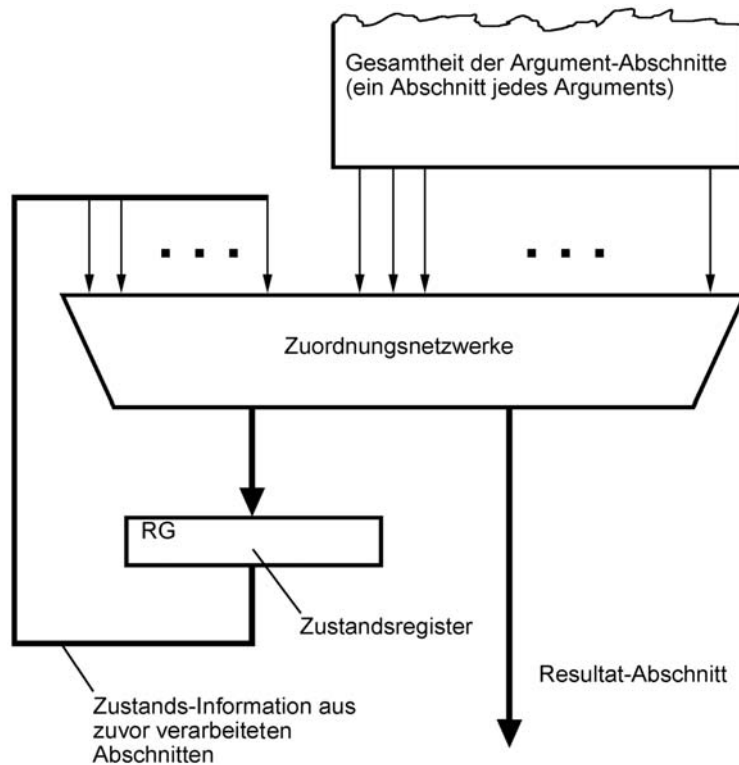 Gesamtheit der Argument-Abschnitte
(ein Abschnitt jedes Arguments)
Zuordnungsnetzwerke
RG
Zustandsregister
Resultat-Abschnitt
Zustands-Information aus
zuvor verarbeiteten
Abschnitten